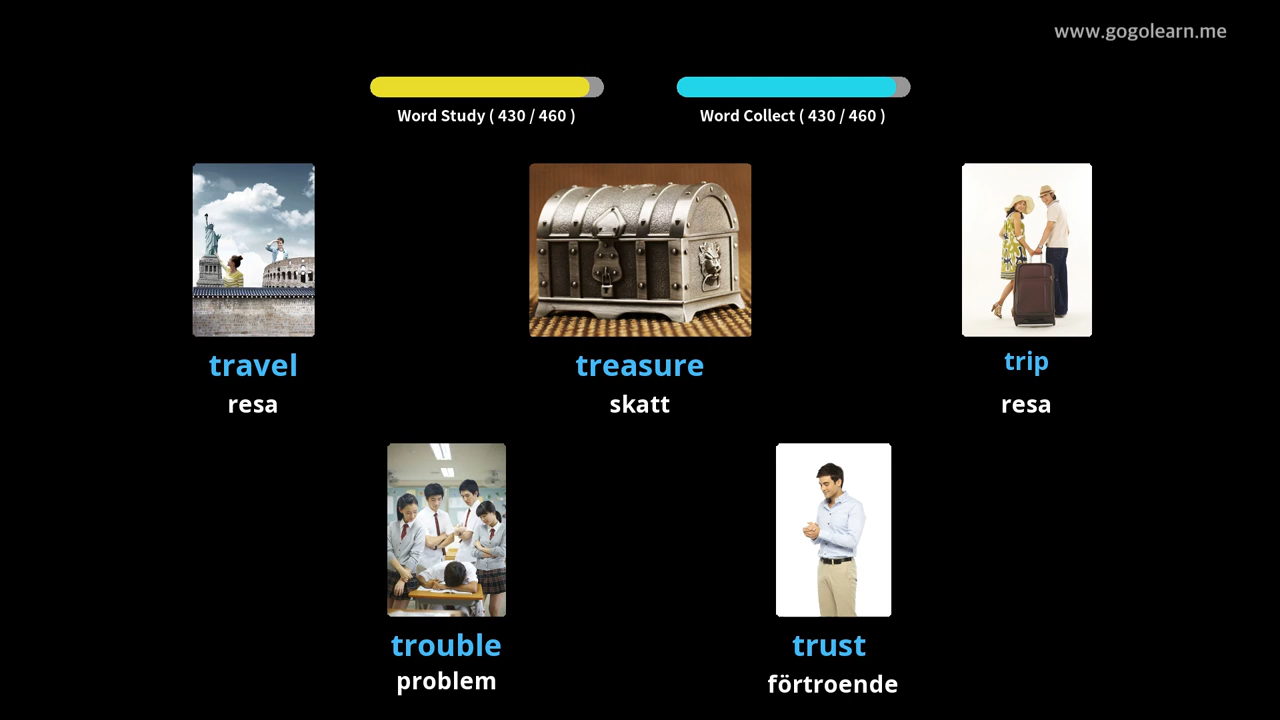 www.gogolearn.me
Word Study ( 430 / 460 )
Word Collect ( 430 / 460 )
travel
resa
treasure
skatt
trip
resa
trouble
problem
trust
förtroende